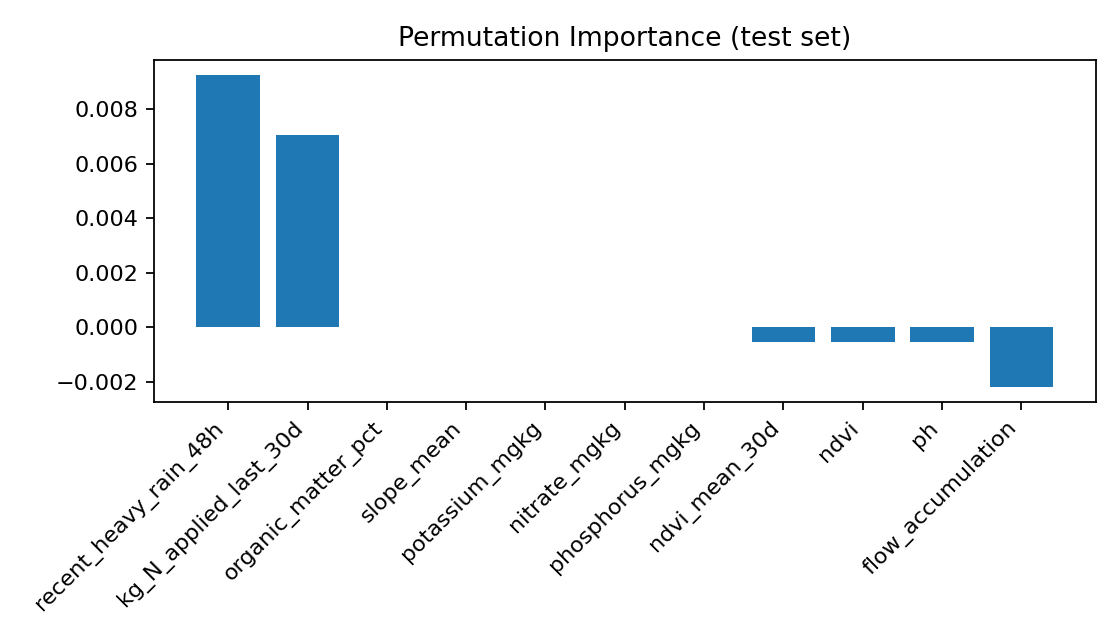 Permutation Importance (test set)
0.008
0.006
0.004
0.002
0.000
−0.002
recent_heavy_rain_48h
kg_N_applied_last_30d
organic_matter_pct
slope_mean
potassium_mgkg
nitrate_mgkg
phosphorus_mgkg
ndvi_mean_30d
ndvi
ph
flow_accumulation